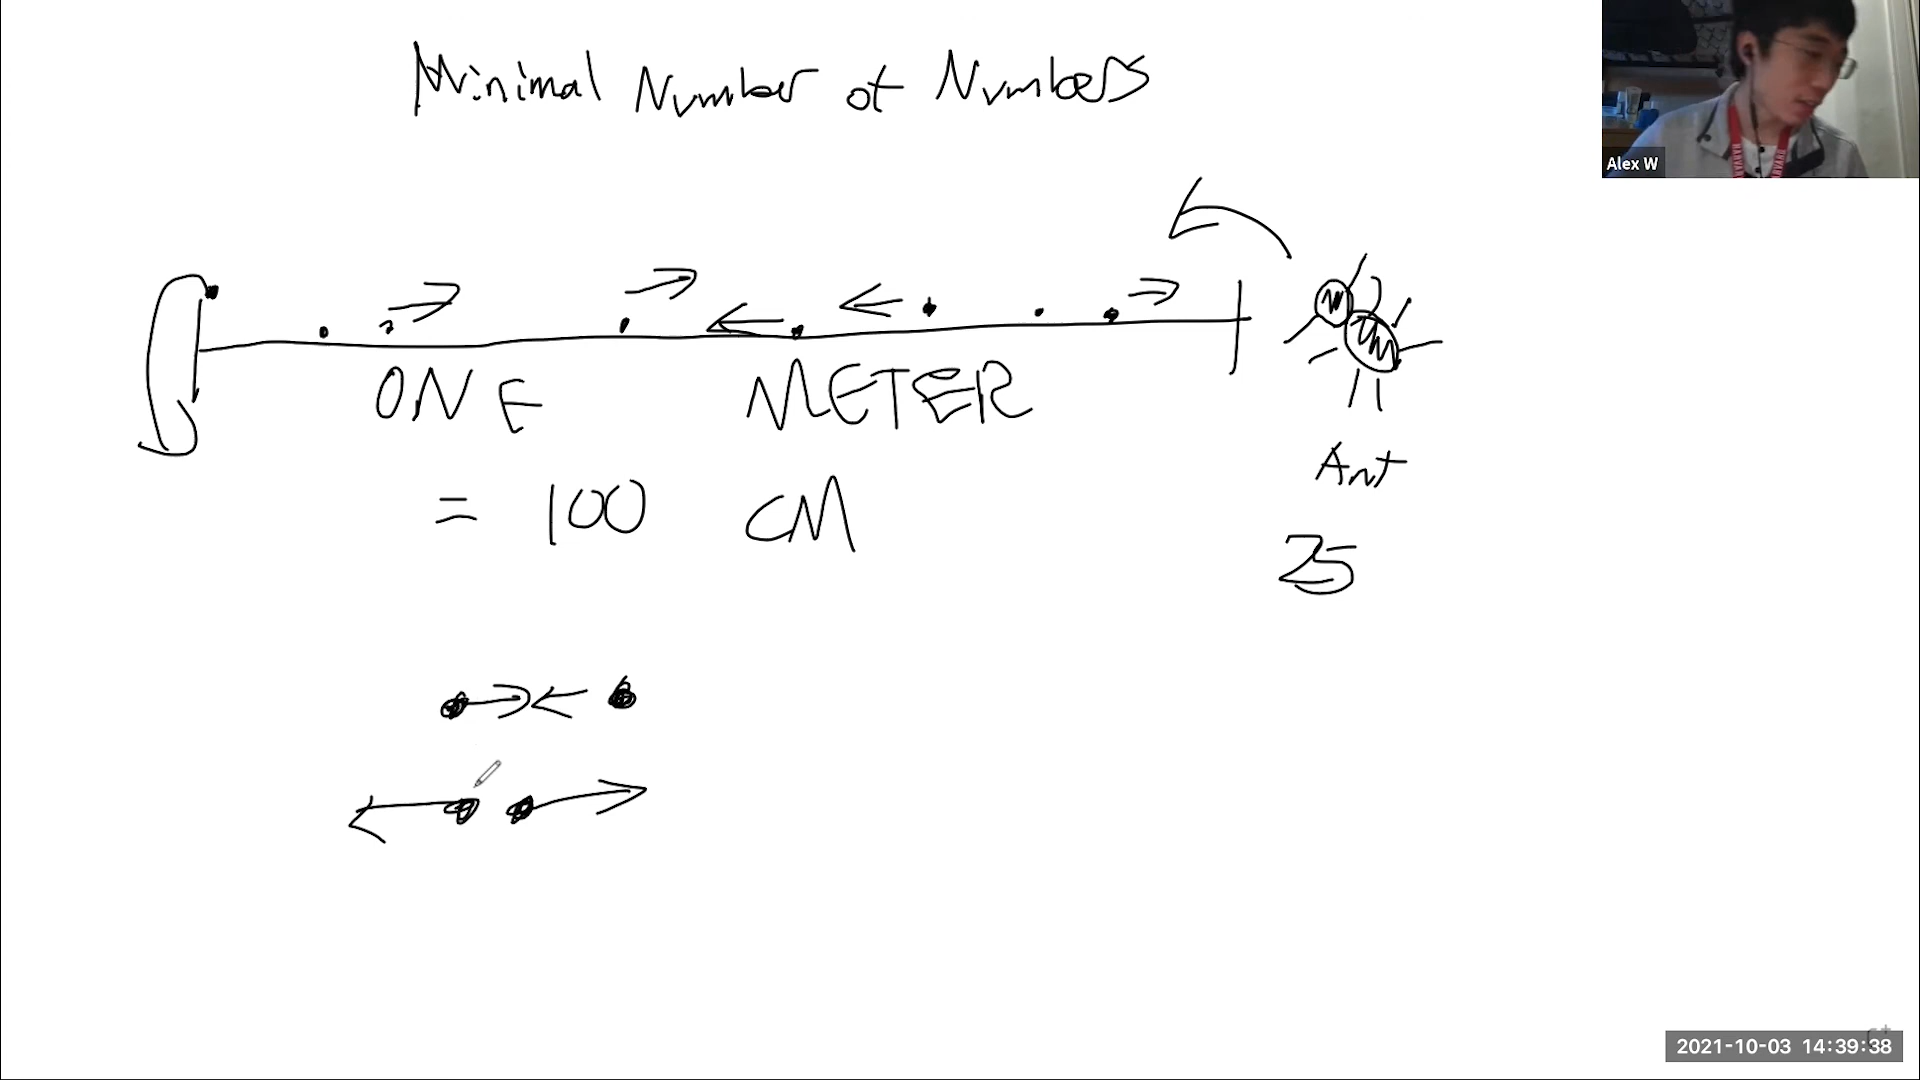 Minimal Number of Numbers
Alex W
ONE METER
Ant
= 100 CM
25
2021-10-03 14:39:38